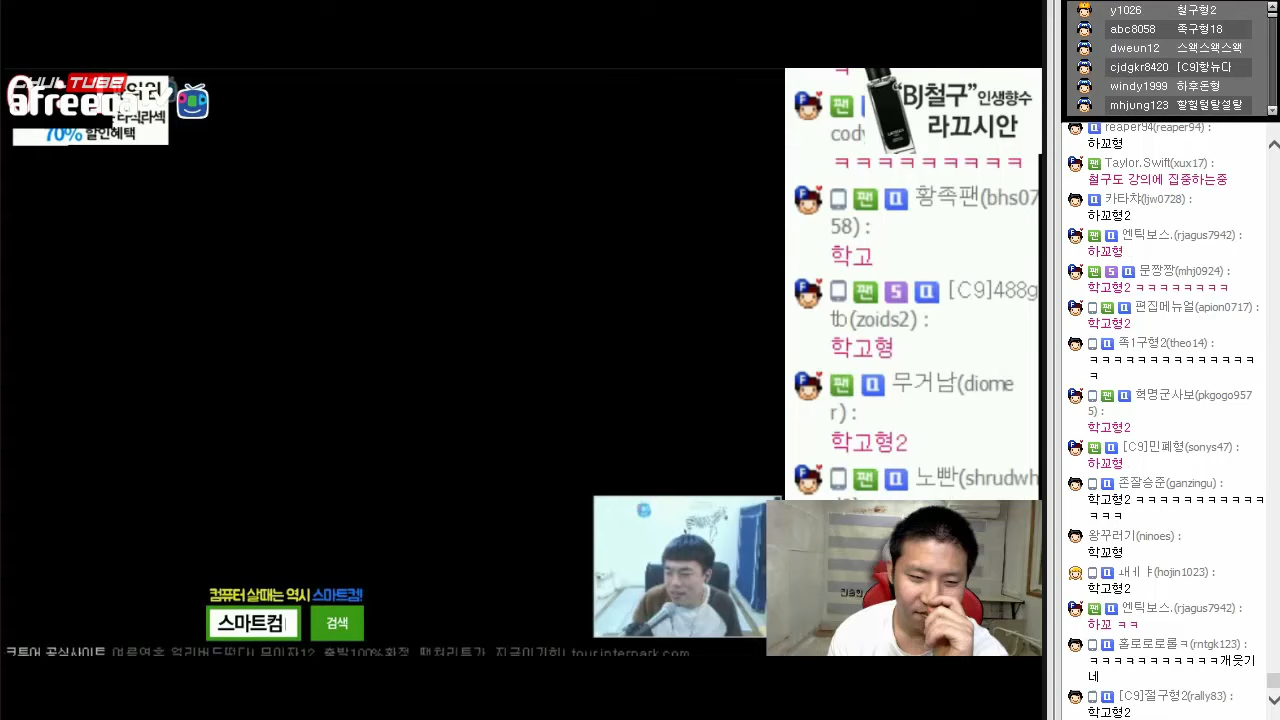 CHULTUBE
afreeca
70% 할인혜택
"BJ철구" 인생향수
라끄시안
cody
ㅋㅋㅋㅋㅋㅋㅋㅋㅋ
황족팬(bhs07
58) :
학고
[C9]488g
tb(zoids2) :
학고형
무거남(diome
r) :
학고형2
노빤(shrudwh
컴퓨터 살때는 역시 스마트컴!
스마트컴 검색
y1026 철구형2
abc8058 족구형18
dweun12 스왝스왝스왝
cjdgkr8420 [C9]항뉴다
windy1999 하후돈형
mhjung123
reaper94(reaper94) :
하꼬형
Taylor.Swift(xux17) :
철구도 강의에 집중하는중
카타챠(jw0728) :
하꼬형2
엔틱보스.(rjagus7942) :
하꼬형
문짱짱(mhj0924) :
학고형2 ㅋㅋㅋㅋㅋㅋㅋㅋ
편집메뉴얼(apion0717) :
학고형2
족1구형2(theo14) :
ㅋㅋㅋㅋㅋㅋㅋㅋㅋㅋㅋㅋㅋㅋ
ㅋ
혁명군사보(pkgogo957
5) :
학고형2
[C9]민폐형(sonys47) :
하꼬형
존잘승준(ganzingu) :
학고형2 ㅋㅋㅋㅋㅋㅋㅋㅋㅋㅋㅋ
ㅋㅋㅋ
왕꾸러기(ninoes) :
학꼬형
ㅙㅔㅑ(hojin1023) :
학고형2
엔틱보스.(rjagus7942) :
하꼬 ㅋㅋ
홀로로로롤ㅋ(rntgk123) :
ㅋㅋㅋㅋㅋㅋㅋㅋㅋㅋㅋ개웃기
네
[C9]절구형2(rally83) :
학고형2